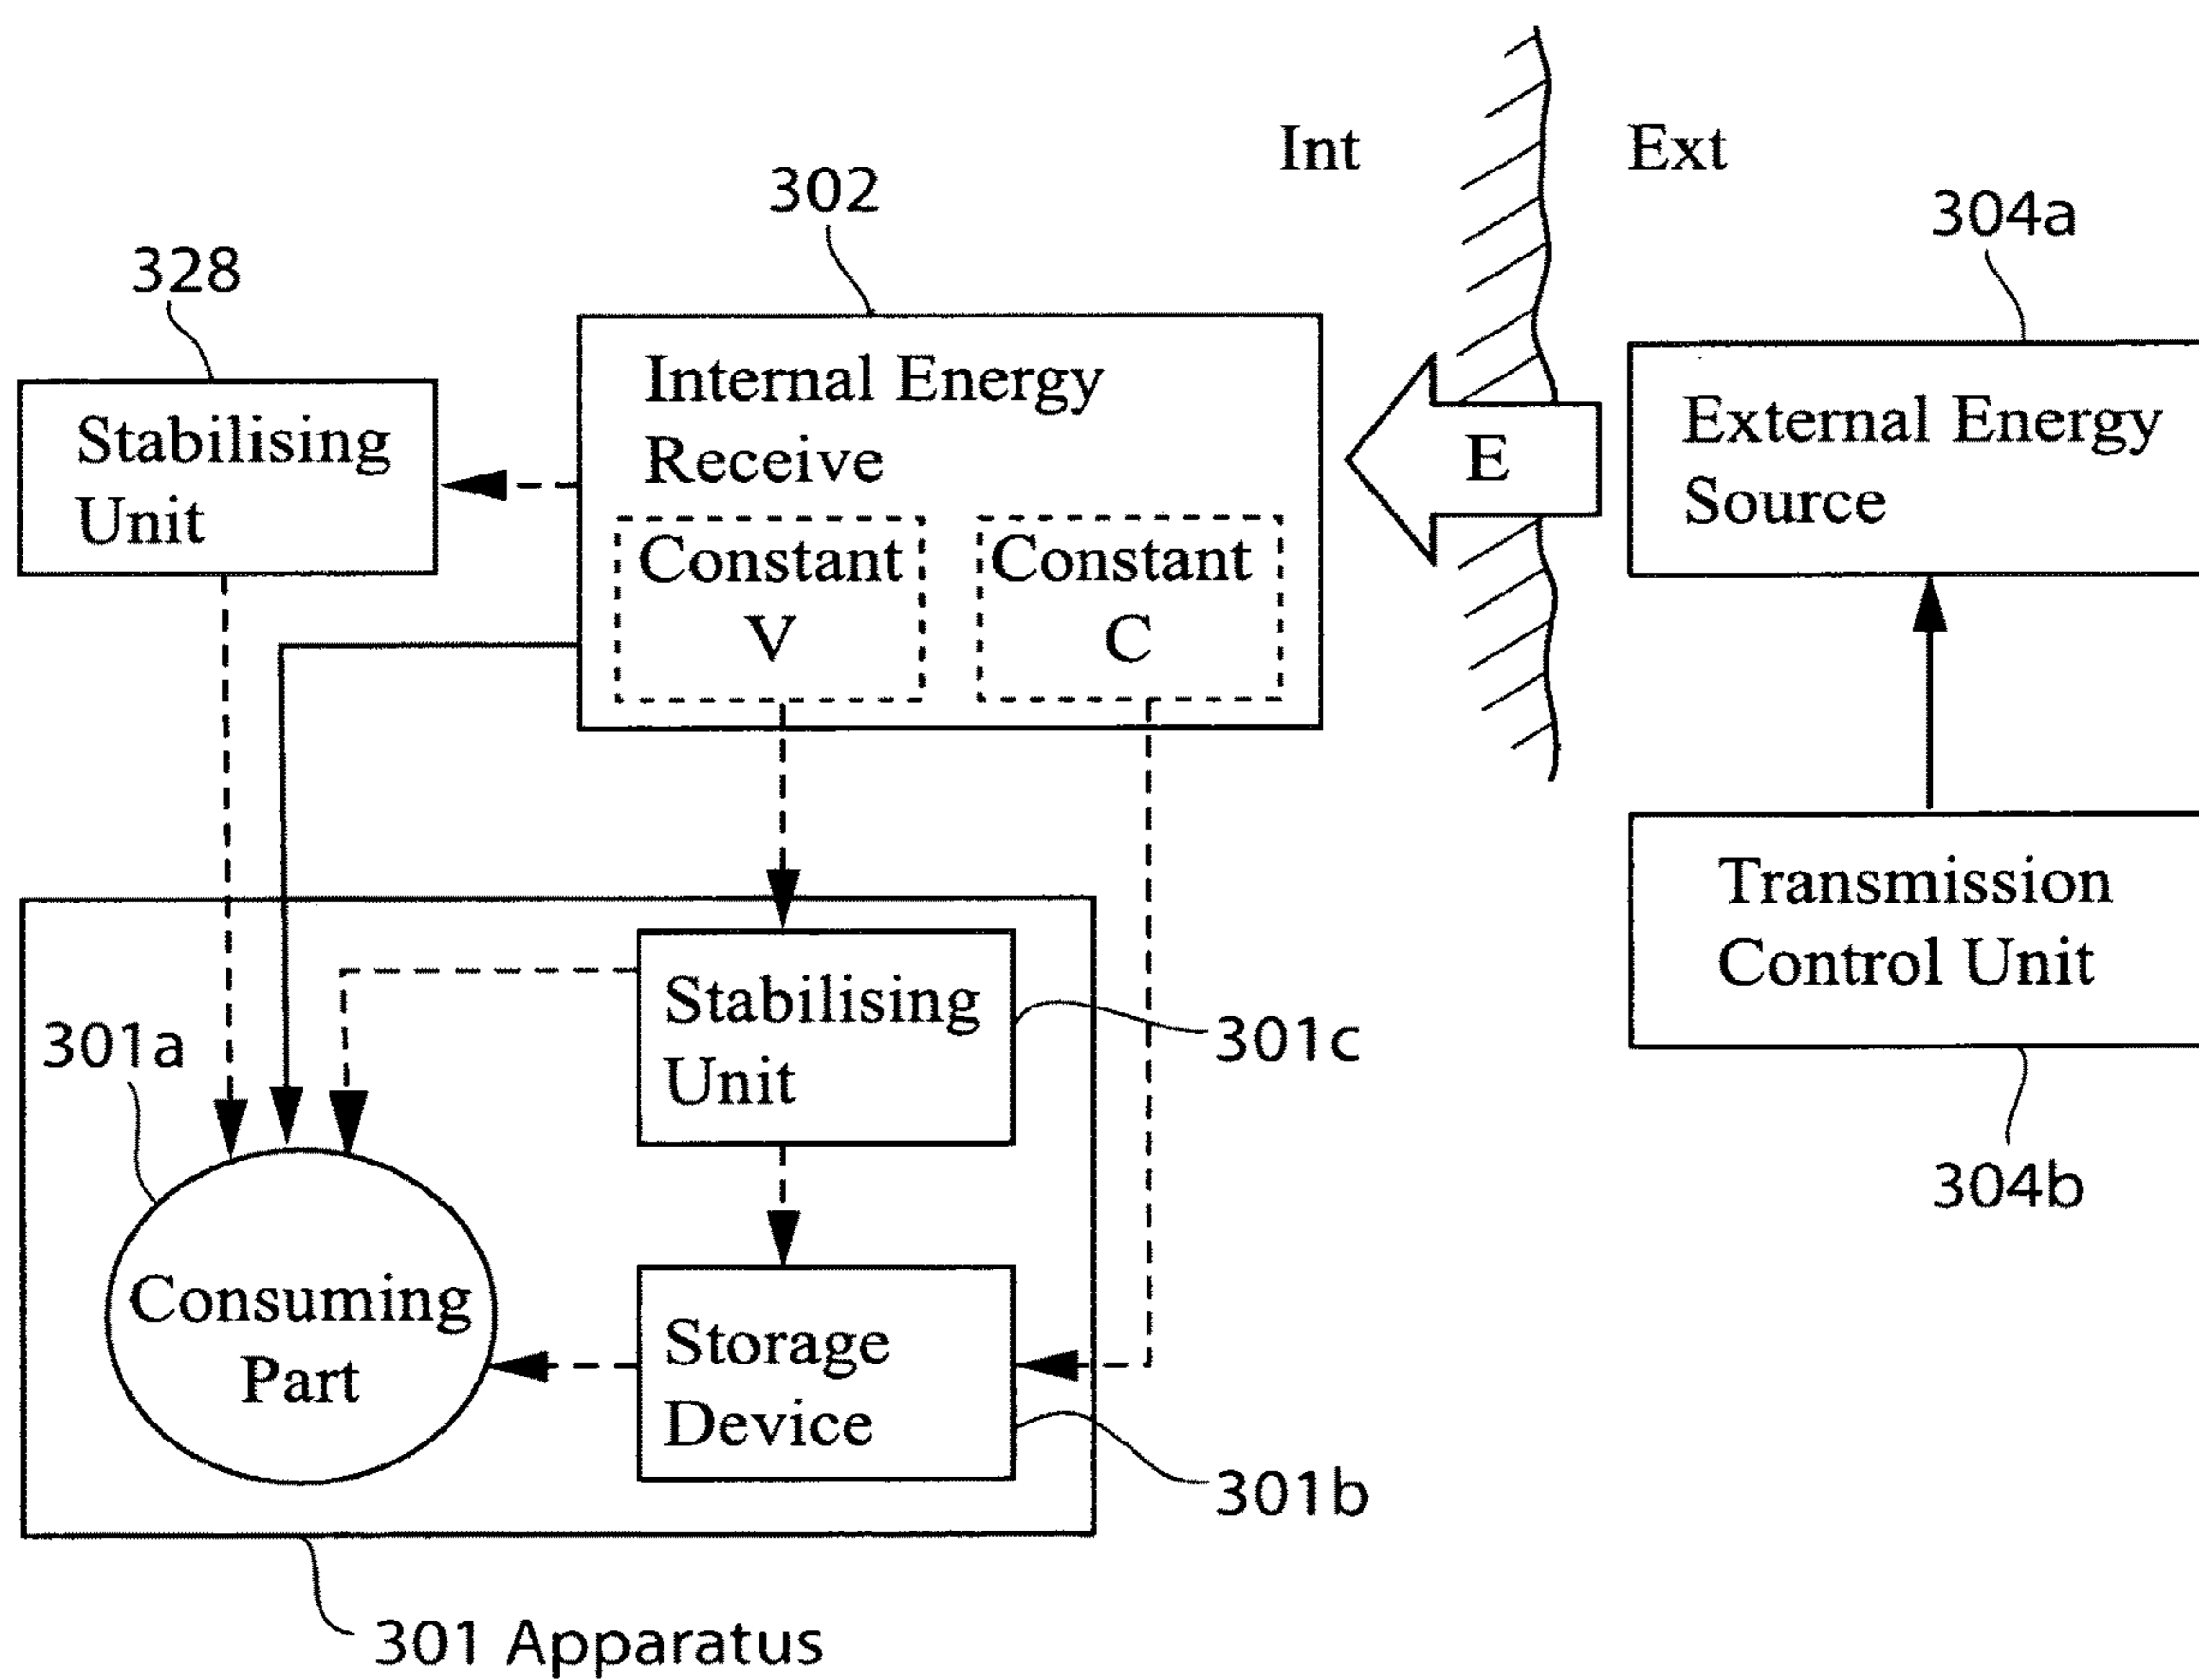 Int
Ext
302
304a
328
Internal Energy
Receive
Constant
V
Constant
C
E
External Energy
Source
Stabilising
Unit
Transmission
Control Unit
304b
Stabilising
Unit
301c
301a
Consuming
Part
Storage
Device
301b
301 Apparatus